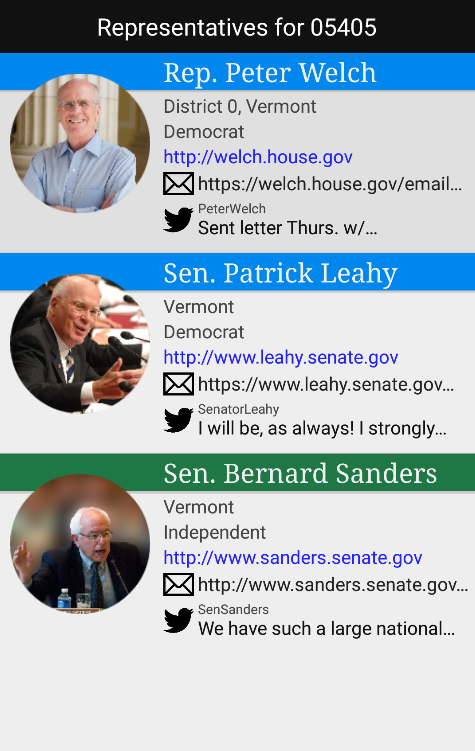 Representatives for 05405
Rep. Peter Welch
District 0, Vermont
Democrat
http://welch.house.gov
https://welch.house.gov/email...
PeterWelch
Sent letter Thurs. w/...
Sen. Patrick Leahy
Vermont
Democrat
http://www.leahy.senate.gov
https://www.leahy.senate.gov...
SenatorLeahy
I will be, as always! I strongly...
Sen. Bernard Sanders
Vermont
Independent
http://www.sanders.senate.gov
http://www.sanders.senate.gov...
SenSanders
We have such a large national...